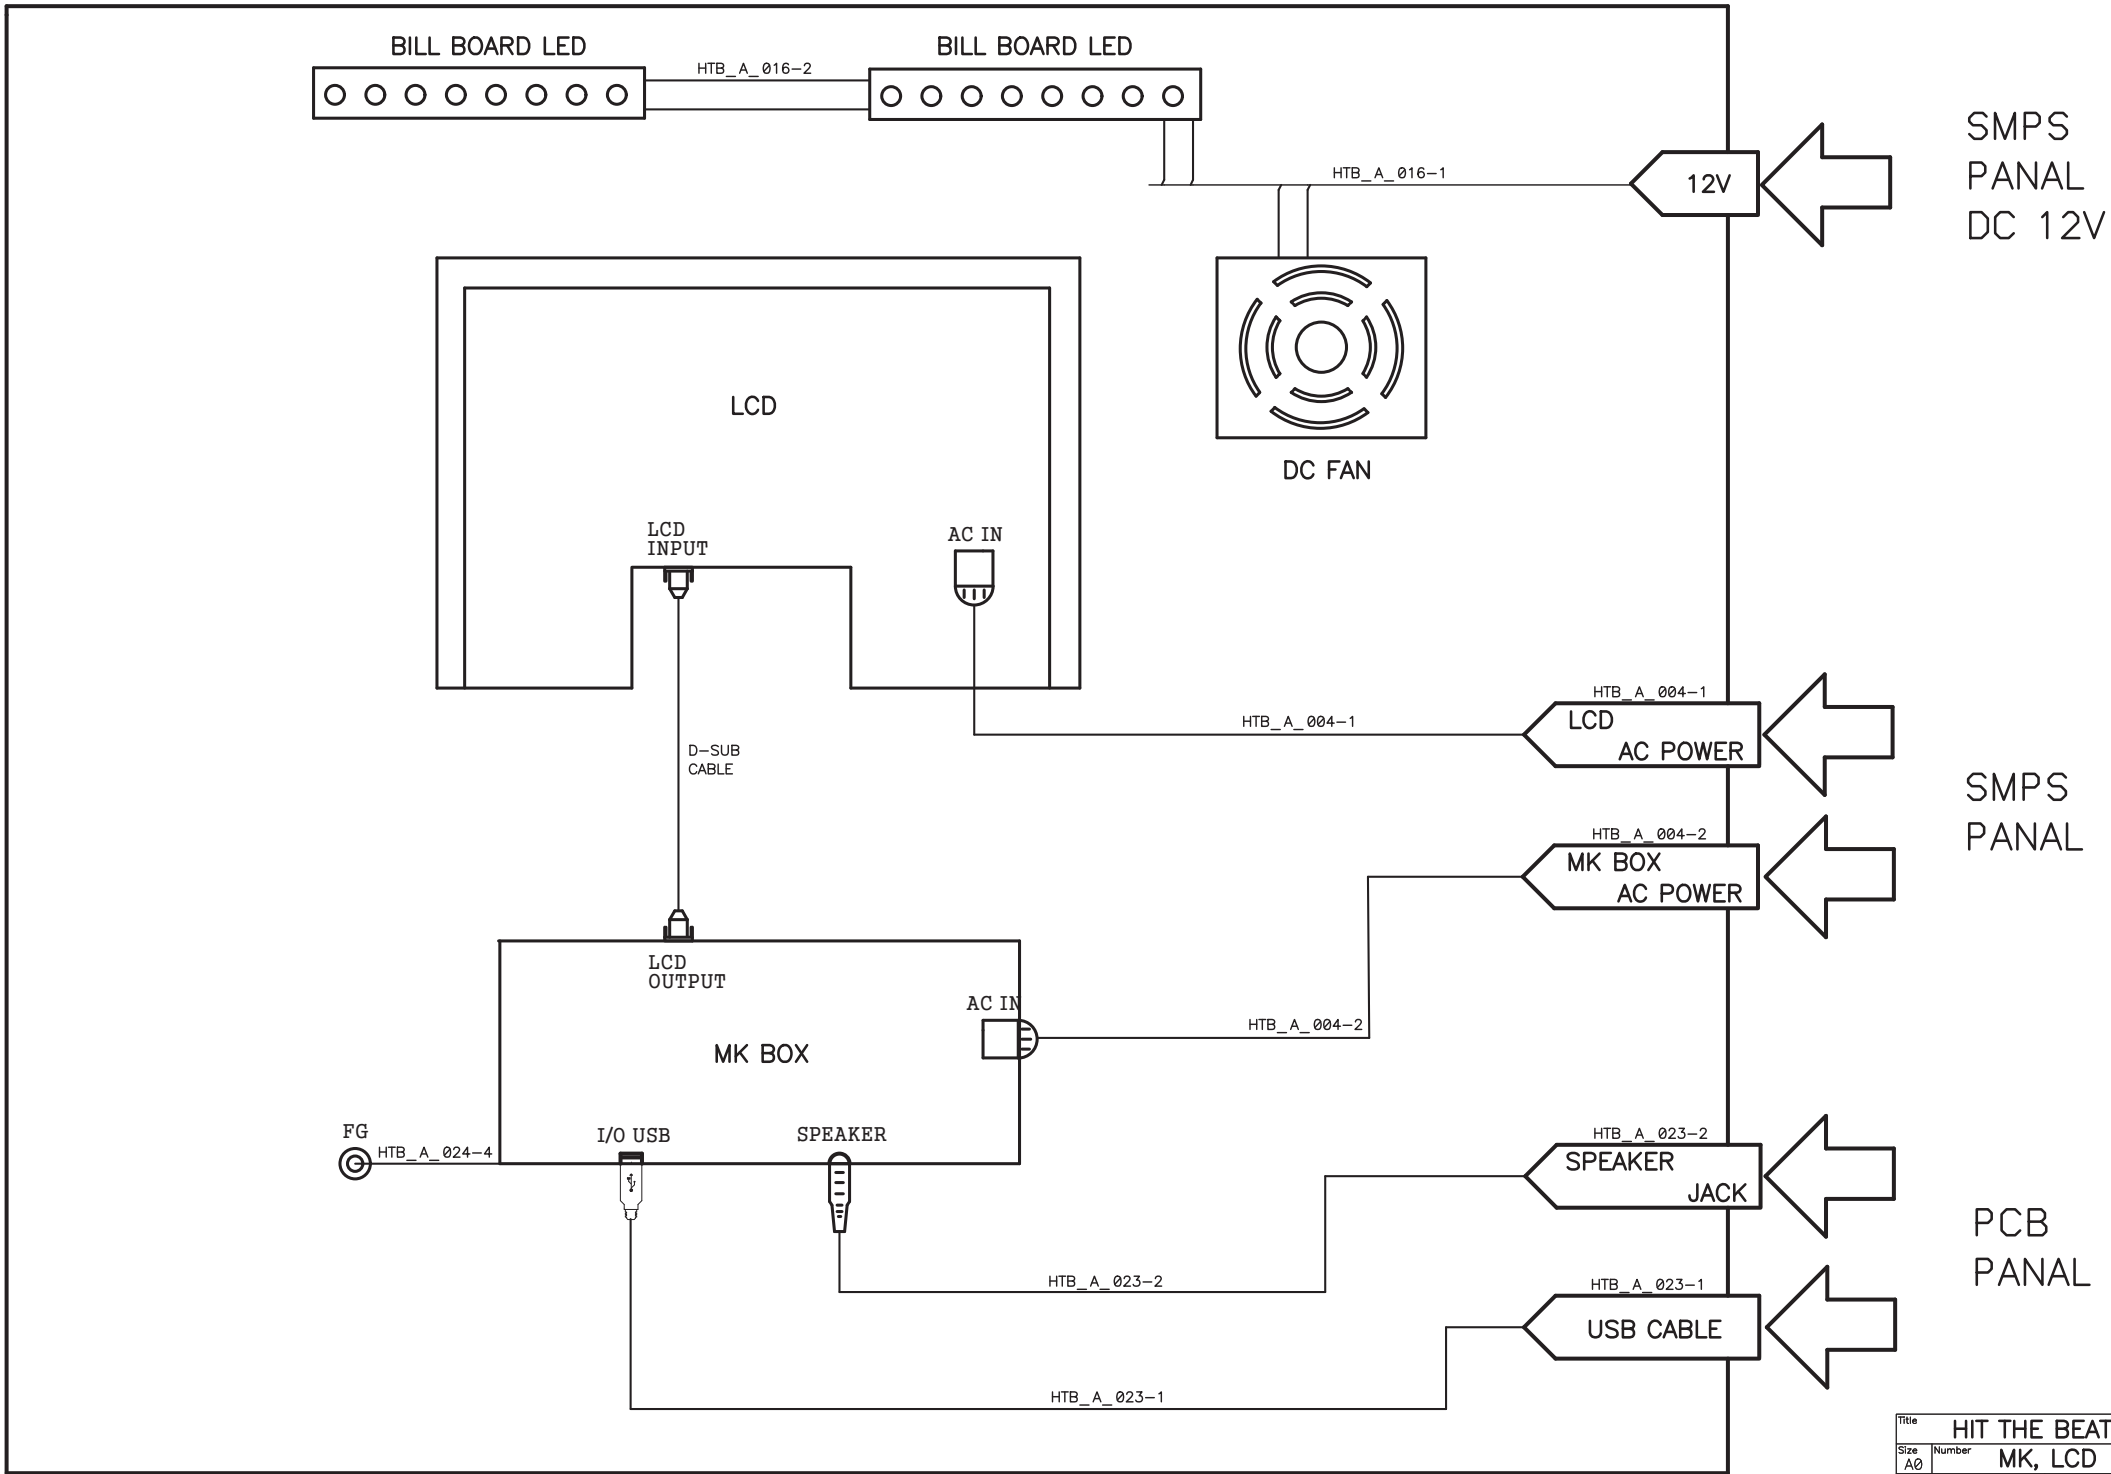 BILL BOARD LED
BILL BOARD LED
HTB_A_016-2
SMPS
PANAL
DC 12V
HTB_A_016-1
12V
LCD
DC FAN
LCD
INPUT
AC IN
HTB_A_004-1
LCD
AC POWER
HTB_A_004-1
D-SUB
CABLE
SMPS
PANAL
HTB_A_004-2
MK BOX
AC POWER
LCD
OUTPUT
AC IN
HTB_A_004-2
MK BOX
FG
HTB_A_024-4
I/O USB
SPEAKER
HTB_A_023-2
SPEAKER
JACK
PCB
PANAL
HTB_A_023-2
HTB_A_023-1
USB CABLE
HTB_A_023-1
Title
HIT THE BEAT
Size
A0
Number
MK, LCD